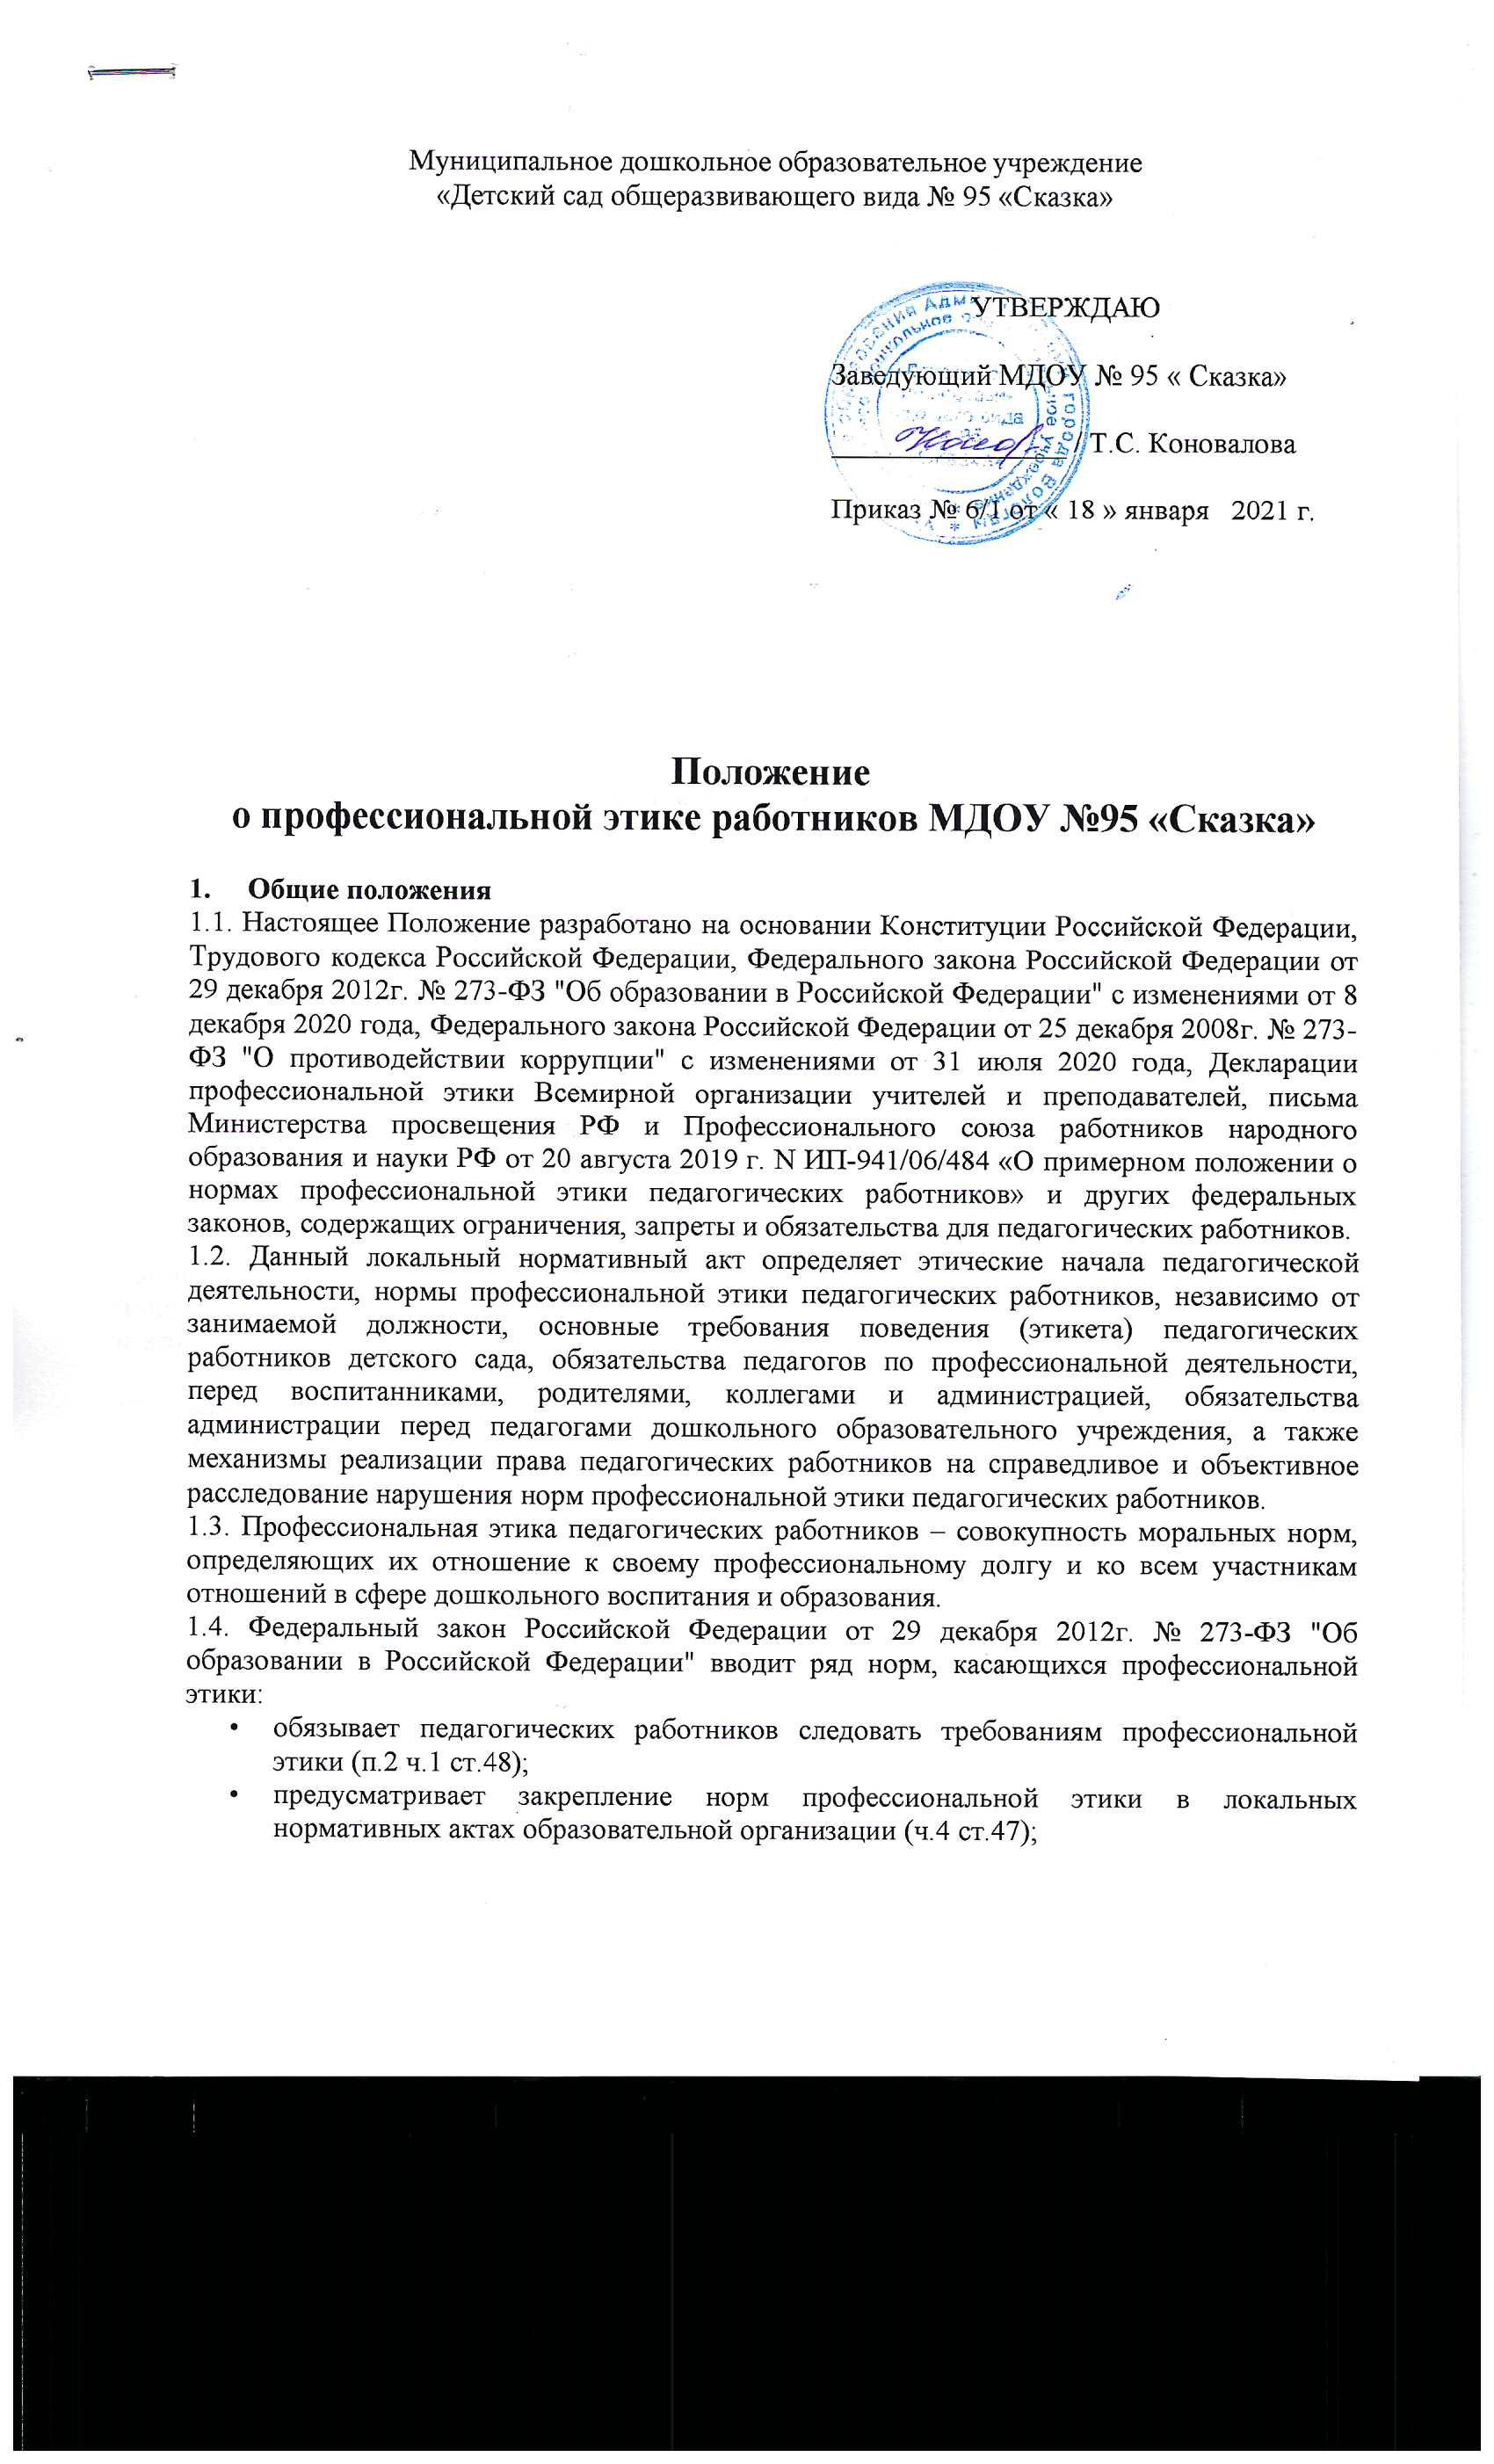 Муниципальное дошкольное образовательное учреждение
«Детский сад общеразвивающего вида № 95 «Сказка»
УТВЕРЖДАЮ
Заведующий МДОУ № 95 « Сказка»
/ Т.С. Коновалова
Приказ № 6/1 от « 18 » января 2021 г.
Положение
о профессиональной этике работников МДОУ №95 «Сказка»
1. Общие положения
1.1. Настоящее Положение разработано на основании Конституции Российской Федерации,
Трудового кодекса Российской Федерации, Федерального закона Российской Федерации от
29 декабря 2012г. № 273-ФЗ "Об образовании в Российской Федерации" с изменениями от 8
декабря 2020 года, Федерального закона Российской Федерации от 25 декабря 2008г. № 273-
ФЗ "О противодействии коррупции" с изменениями от 31 июля 2020 года, Декларации
профессиональной этики Всемирной организации учителей и преподавателей, письма
Министерства просвещения РФ и Профессионального союза работников народного
образования и науки РФ от 20 августа 2019 г. N ИП-941/06/484 «О примерном положении о
нормах профессиональной этики педагогических работников» и других федеральных
законов, содержащих ограничения, запреты и обязательства для педагогических работников.
1.2. Данный локальный нормативный акт определяет этические начала педагогической
деятельности, нормы профессиональной этики педагогических работников, независимо от
занимаемой должности, основные требования поведения (этикета) педагогических
работников детского сада, обязательства педагогов по профессиональной деятельности,
перед воспитанниками, родителями, коллегами и администрацией, обязательства
администрации перед педагогами дошкольного образовательного учреждения, а также
механизмы реализации права педагогических работников на справедливое и объективное
расследование нарушения норм профессиональной этики педагогических работников.
1.3. Профессиональная этика педагогических работников – совокупность моральных норм,
определяющих их отношение к своему профессиональному долгу и ко всем участникам
отношений в сфере дошкольного воспитания и образования.
1.4. Федеральный закон Российской Федерации от 29 декабря 2012г. № 273-ФЗ "Об
образовании в Российской Федерации" вводит ряд норм, касающихся профессиональной
этики:
• обязывает педагогических работников следовать требованиям профессиональной
этики (п.2 ч.1 ст.48);
• предусматривает закрепление норм профессиональной этики в локальных
нормативных актах образовательной организации (ч.4 ст.47);